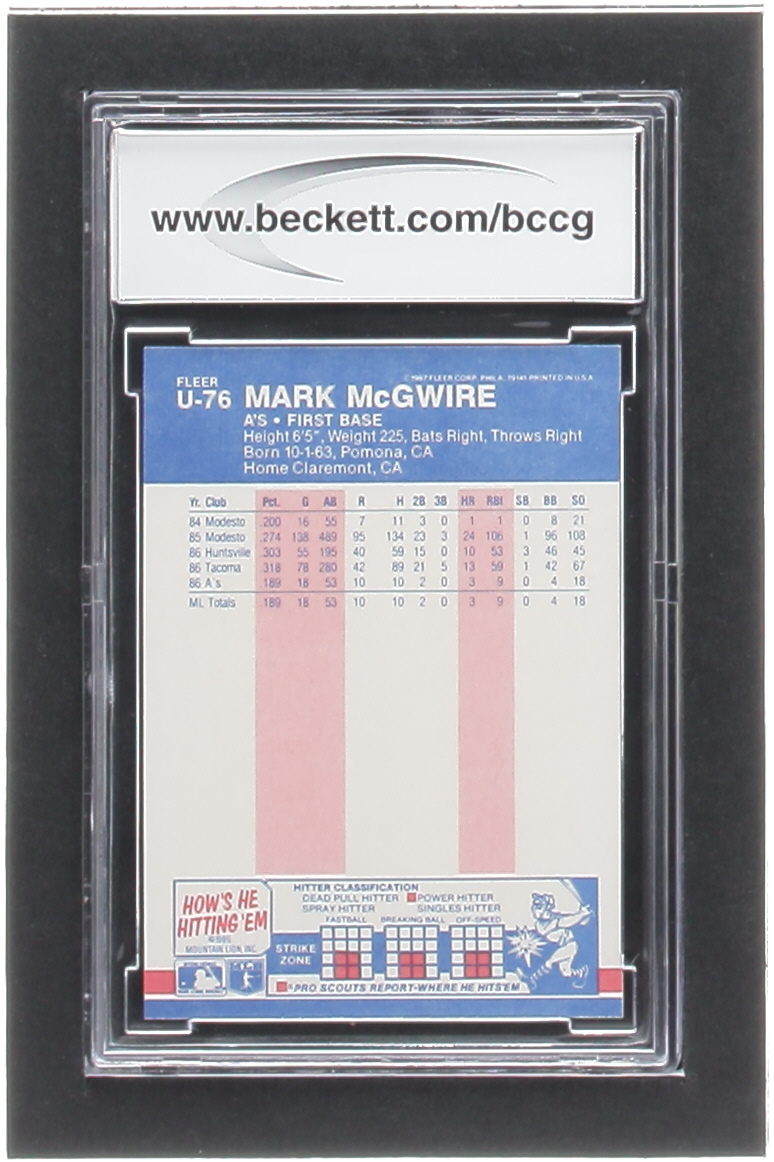 www.beckett.com/bccg
FLEER
©1987 FLEER CORP. PHILA. 19141-PRINTED IN U.S.A.
U-76 MARK McGWIRE
A'S • FIRST BASE
Height 6'5", Weight 225, Bats Right, Throws Right
Born 10-1-63, Pomona, CA
Home Claremont, CA
Yr. Club Pct. G AB R H 2B 3B HR RBI SB BB SO
84 Modesto .200 16 55 7 11 3 0 1 1 0 8 21
85 Modesto .274 138 489 95 134 23 3 24 106 1 96 108
86 Huntsville .303 55 195 40 59 15 0 10 53 3 46 45
86 Tacoma .318 78 280 42 89 21 5 13 59 1 42 67
86 A's .189 18 53 10 10 2 0 3 9 0 4 18
ML Totals .189 18 53 10 10 2 0 3 9 0 4 18
HOW'S HE
HITTING 'EM
MOUNTAIN LION, INC.
HITTER CLASSIFICATION
DEAD PULL HITTER POWER HITTER
SPRAY HITTER SINGLES HITTER
FASTBALL BREAKING BALL OFF-SPEED
STRIKE
ZONE
PRO SCOUTS REPORT-WHERE HE HITS 'EM